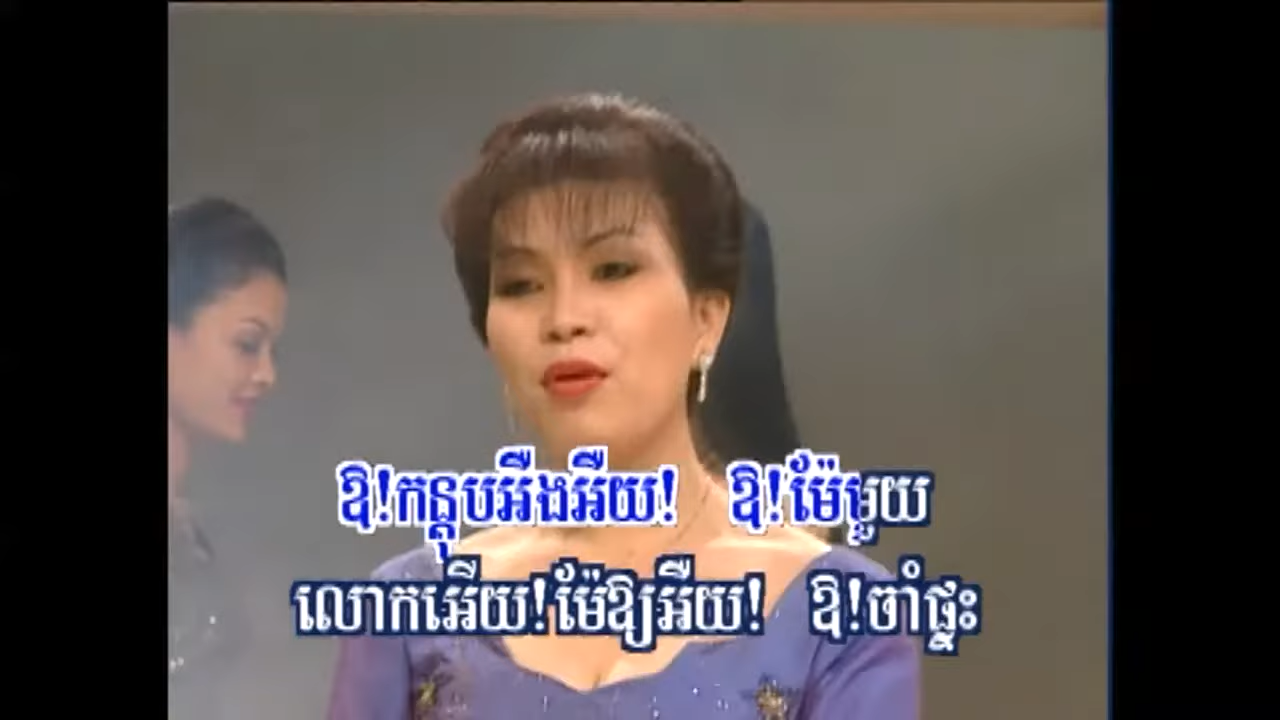 ឱ!កន្តុបអឺងអឺយ! ឱ!ម៉ែមួយ
លោកអើយ!ម៉ែឱ្យអឺយ! ឱ!ចាំផ្ទះ